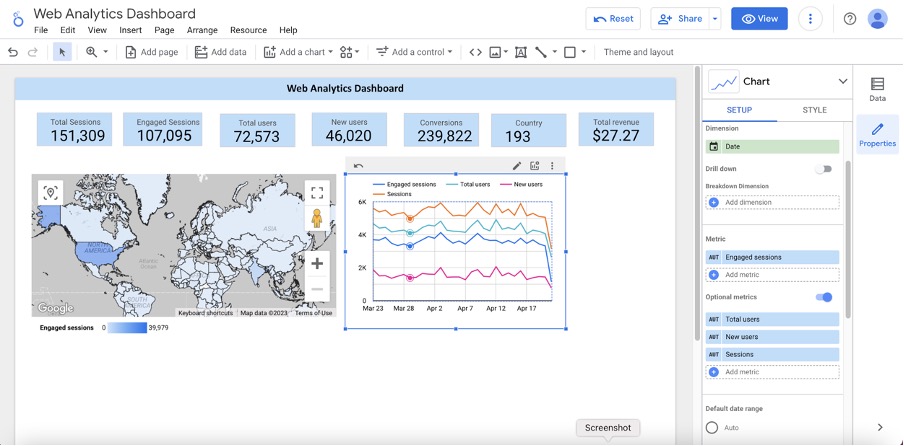 Web Analytics Dashboard
File Edit View Insert Page Arrange Resource Help
Reset
Share
View
Add page
Add data
Add a chart
Add a control
Theme and layout
Web Analytics Dashboard
Total Sessions
151,309
Engaged Sessions
107,095
Total users
72,573
New users
46,020
Conversions
239,822
Country
193
Total revenue
$27.27
NORTH
AMERICA
Atlantic
Ocean
ASIA
SOUTH
AMERICA
Google
Keyboard shortcuts Map data ©2023 Terms of Use
Engaged sessions 0 39,979
Engaged sessions Total users New users
Sessions
6K
4K
2K
0
Mar 23 Mar 28 Apr 2 Apr 7 Apr 12 Apr 17
Chart
SETUP STYLE
Dimension
Date
Drill down
Breakdown Dimension
Add dimension
Metric
AUT Engaged sessions
Add metric
Optional metrics
AUT Total users
AUT New users
AUT Sessions
Add metric
Default date range
Auto
Data
Properties
Screenshot